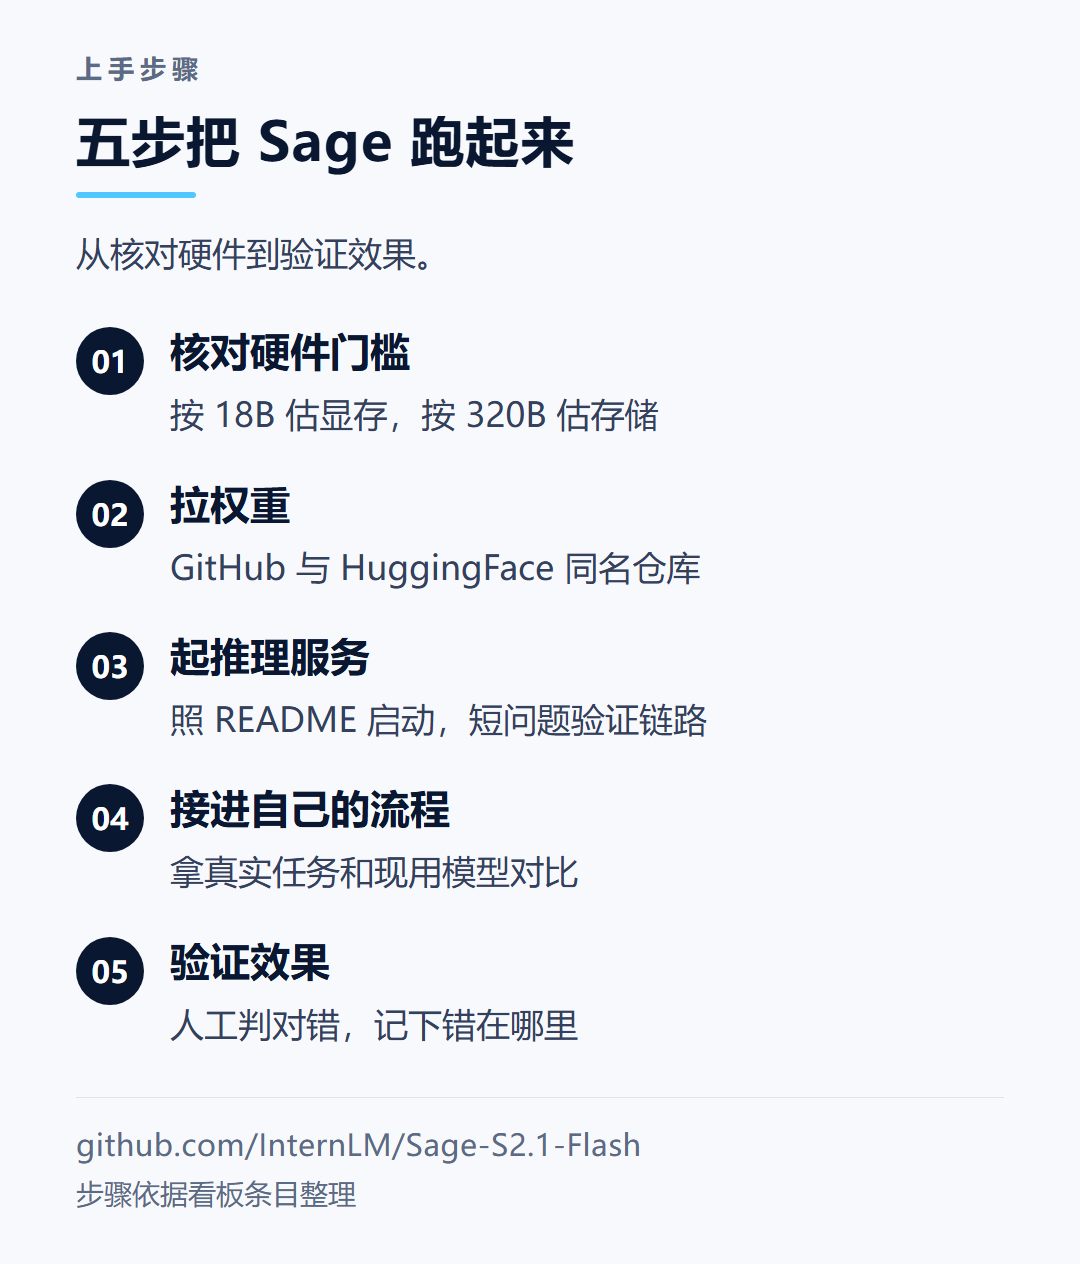 上手步骤
五步把 Sage 跑起来
从核对硬件到验证效果。
01
核对硬件门槛
按 18B 估显存，按 320B 估存储
02
拉权重
GitHub 与 HuggingFace 同名仓库
03
起推理服务
照 README 启动，短问题验证链路
04
接进自己的流程
拿真实任务和现用模型对比
05
验证效果
人工判对错，记下错在哪里
github.com/InternLM/Sage-S2.1-Flash
步骤依据看板条目整理